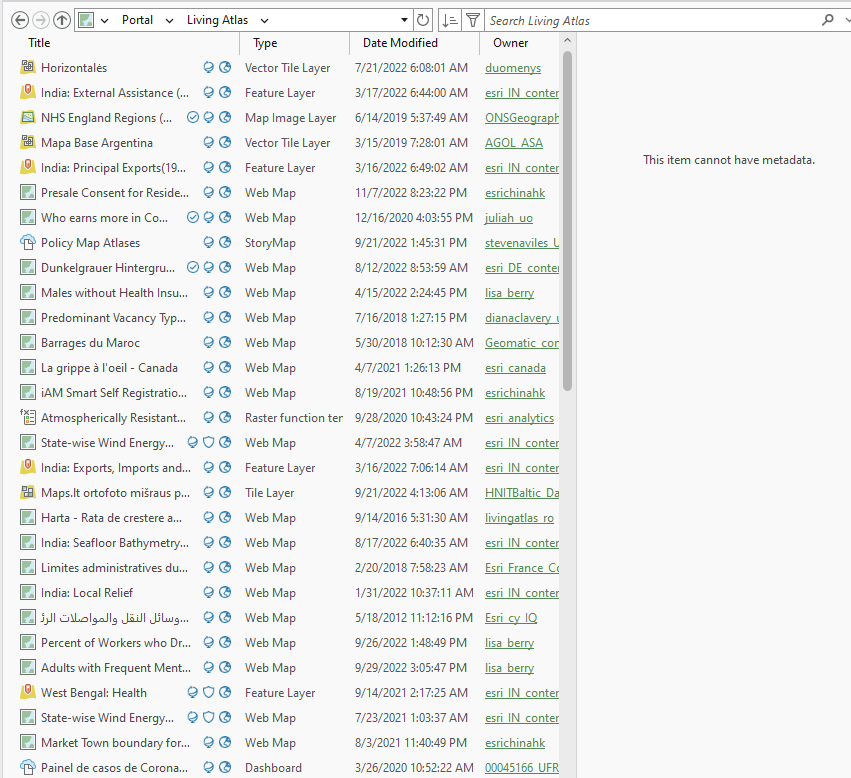 Portal Living Atlas Search Living Atlas
Title Type Date Modified Owner
Horizontalės Vector Tile Layer 7/21/2022 6:08:01 AM duomenys
India: External Assistance (... Feature Layer 3/17/2022 6:44:00 AM esri_IN_conten
NHS England Regions (... Map Image Layer 6/14/2019 5:37:49 AM ONSGeograph
Mapa Base Argentina Vector Tile Layer 3/15/2019 7:28:01 AM AGOL_ASA
This item cannot have metadata.
India: Principal Exports(19... Feature Layer 3/16/2022 6:49:02 AM esri_IN_conten
Presale Consent for Reside... Web Map 11/7/2022 8:23:22 PM esrichinahk
Who earns more in Co... Web Map 12/16/2020 4:03:55 PM juliah_uo
Policy Map Atlases StoryMap 9/21/2022 1:45:31 PM stevenaviles_U
Dunkelgrauer Hintergru... Web Map 8/12/2022 8:53:59 AM esri_DE_conter
Males without Health Insu... Web Map 4/15/2022 2:24:45 PM lisa_berry
Predominant Vacancy Typ... Web Map 7/16/2018 1:27:15 PM dianaclavery_u
Barrages du Maroc Web Map 5/30/2018 10:12:30 AM Geomatic_con
La grippe à l'oeil - Canada Web Map 4/7/2021 1:26:13 PM esri_canada
iAM Smart Self Registratio... Web Map 8/19/2021 10:48:56 PM esrichinahk
Atmospherically Resistant... Raster function ten 9/28/2020 10:43:24 PM esri_analytics
State-wise Wind Energy... Web Map 4/7/2022 3:58:47 AM esri_IN_conten
India: Exports, Imports and... Feature Layer 3/16/2022 7:06:14 AM esri_IN_conten
Maps.lt ortofoto mišraus p... Tile Layer 9/21/2022 4:13:06 AM HNITBaltic_Da
Harta - Rata de crestere a... Web Map 9/14/2016 5:31:30 AM livingatlas_ro
India: Seafloor Bathymetry... Web Map 8/17/2022 6:40:35 AM esri_IN_conten
Limites administratives du... Web Map 2/20/2018 7:58:23 AM Esri_France_Co
India: Local Relief Web Map 1/31/2022 10:37:11 AM esri_IN_conten
وسائل النقل والمواصلات الرئ... Web Map 5/18/2012 11:12:16 PM Esri_cy_IQ
Percent of Workers who Dr... Web Map 9/26/2022 1:48:49 PM lisa_berry
Adults with Frequent Ment... Web Map 9/29/2022 3:05:47 PM lisa_berry
West Bengal: Health Feature Layer 9/14/2021 2:17:25 AM esri_IN_conten
State-wise Wind Energy... Web Map 7/23/2021 1:03:37 AM esri_IN_conten
Market Town boundary for... Web Map 8/3/2021 11:40:49 PM esrichinahk
Painel de casos de Corona... Dashboard 3/26/2020 10:52:22 AM 00045166_UFR